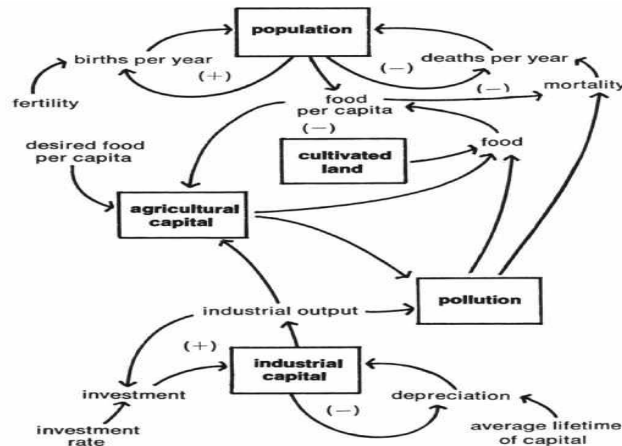 population
births per year
(+)
(-)
deaths per year
fertility
food
per capita
(-)
mortality
desired food
per capita
(-)
food
cultivated
land
agricultural
capital
pollution
industrial output
(+)
industrial
capital
investment
(-)
depreciation
investment
rate
average lifetime
of capital